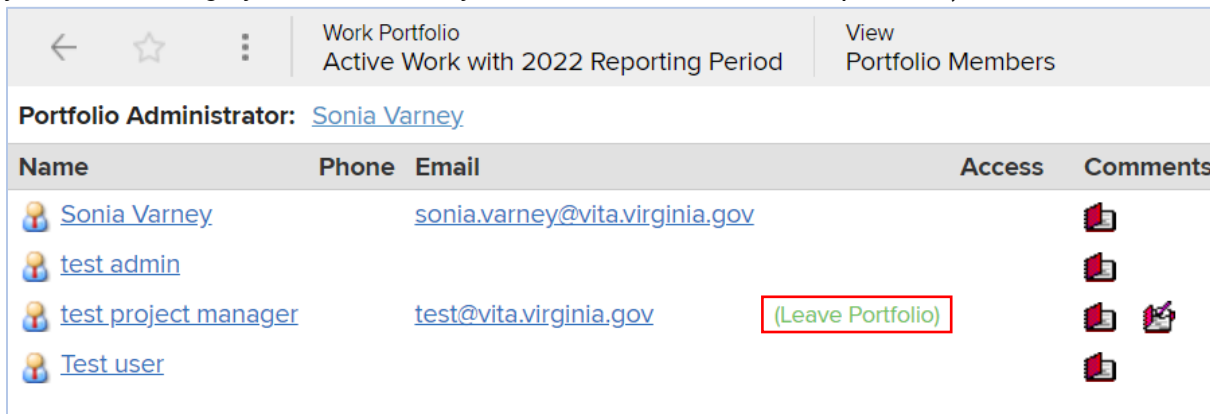 Work Portfolio
Active Work with 2022 Reporting Period
View
Portfolio Members
Portfolio Administrator: Sonia Varney
Name Phone Email Access Comments
Sonia Varney sonia.varney@vita.virginia.gov
test admin
test project manager test@vita.virginia.gov (Leave Portfolio)
Test user